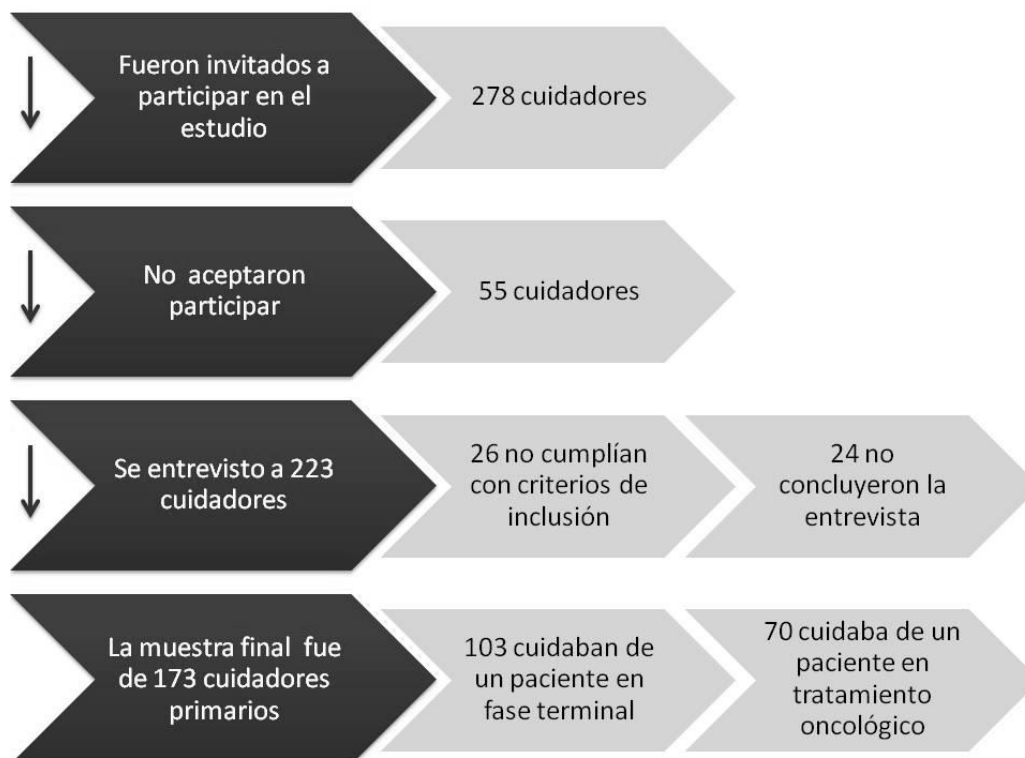 Fueron invitados a
participar en el
estudio
278 cuidadores
No aceptaron
participar
55 cuidadores
Se entrevisto a 223
cuidadores
26 no cumplían
con criterios de
inclusión
24 no
concluyeron la
entrevista
La muestra final fue
de 173 cuidadores
primarios
103 cuidaban de
un paciente en
fase terminal
70 cuidaba de un
paciente en
tratamiento
oncológico